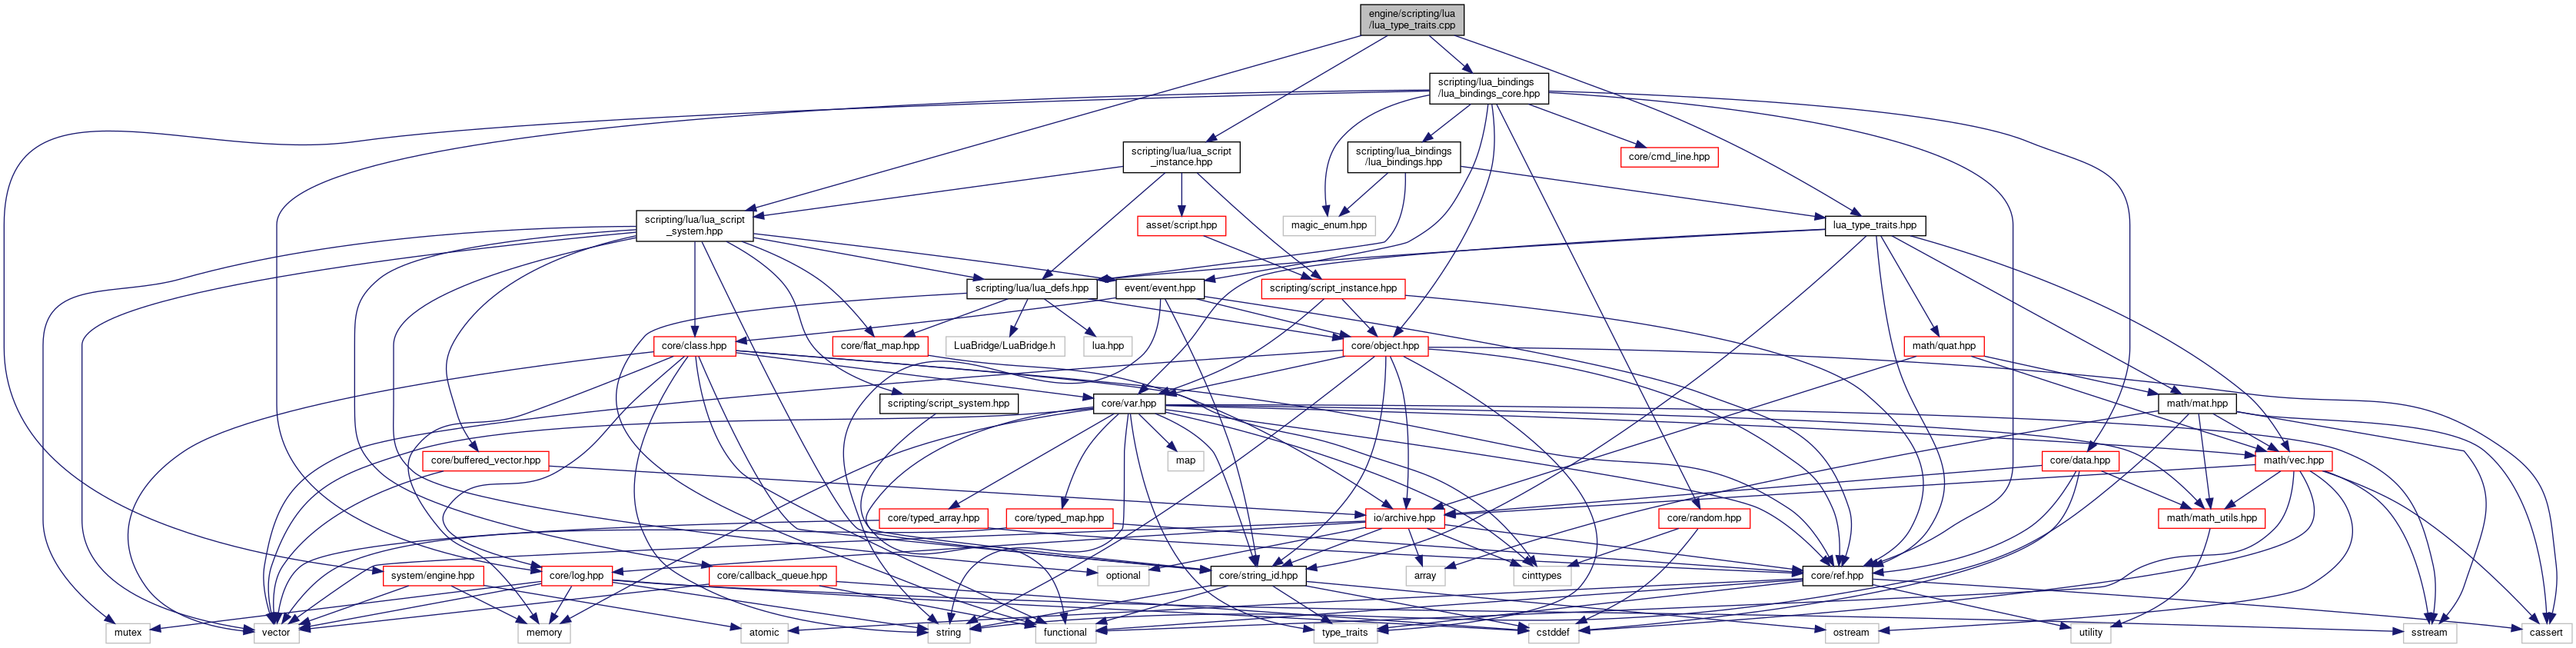 engine/scripting/lua
/lua_type_traits.cpp
scripting/lua_bindings
/lua_bindings_core.hpp
scripting/lua/lua_script
_instance.hpp
scripting/lua_bindings
/lua_bindings.hpp
core/cmd_line.hpp
scripting/lua/lua_script
_system.hpp
asset/script.hpp
magic_enum.hpp
lua_type_traits.hpp
scripting/lua/lua_defs.hpp
event/event.hpp
scripting/script_instance.hpp
core/class.hpp
core/flat_map.hpp
LuaBridge/LuaBridge.h
lua.hpp
core/object.hpp
math/quat.hpp
scripting/script_system.hpp
core/var.hpp
math/mat.hpp
core/buffered_vector.hpp
map
core/data.hpp
math/vec.hpp
core/typed_array.hpp
core/typed_map.hpp
io/archive.hpp
core/random.hpp
math/math_utils.hpp
system/engine.hpp
core/log.hpp
core/callback_queue.hpp
optional
core/string_id.hpp
array
cinttypes
core/ref.hpp
mutex
vector
memory
atomic
string
functional
type_traits
cstddef
ostream
utility
sstream
cassert